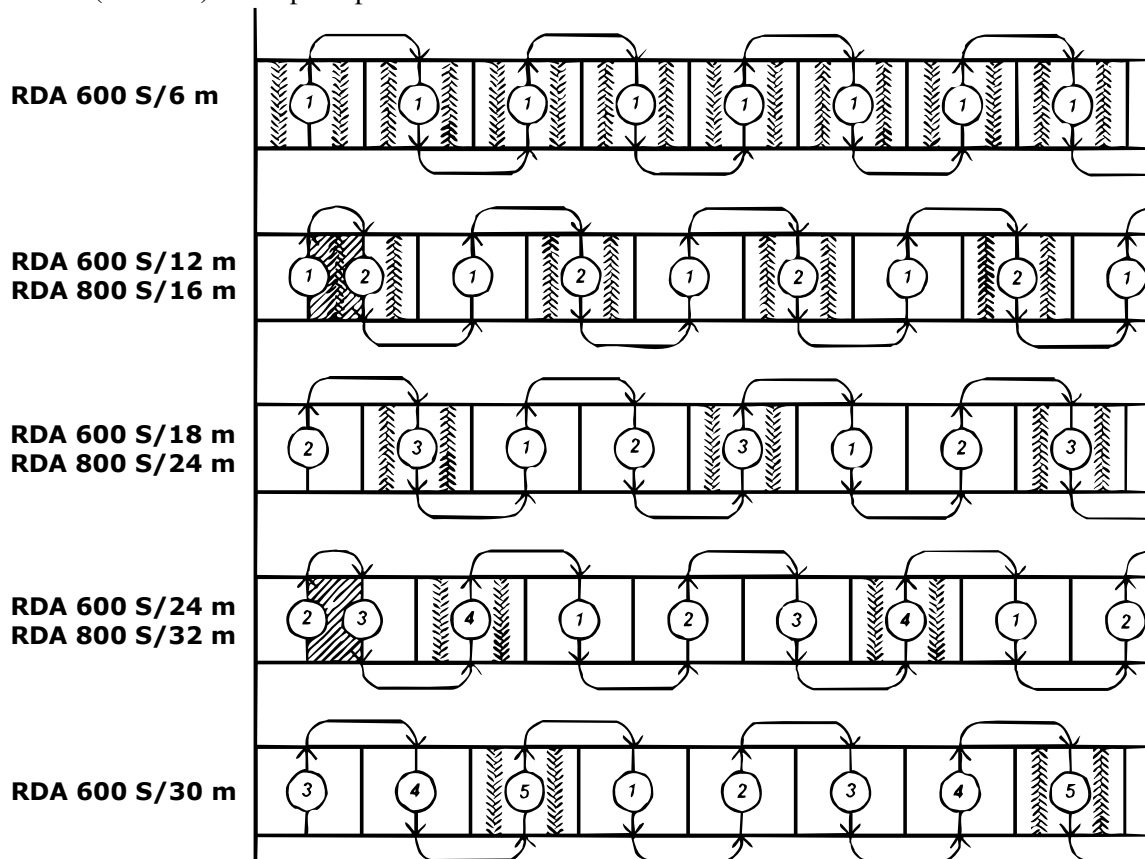 RDA 600 S/6 m
1 1 1 1 1 1 1 1
RDA 600 S/12 m
RDA 800 S/16 m
1 2 1 2 1 2 1 2 1
RDA 600 S/18 m
RDA 800 S/24 m
2 3 1 2 3 1 2 3
RDA 600 S/24 m
RDA 800 S/32 m
2 3 4 1 2 3 4 1 2
RDA 600 S/30 m
3 4 5 1 2 3 4 5